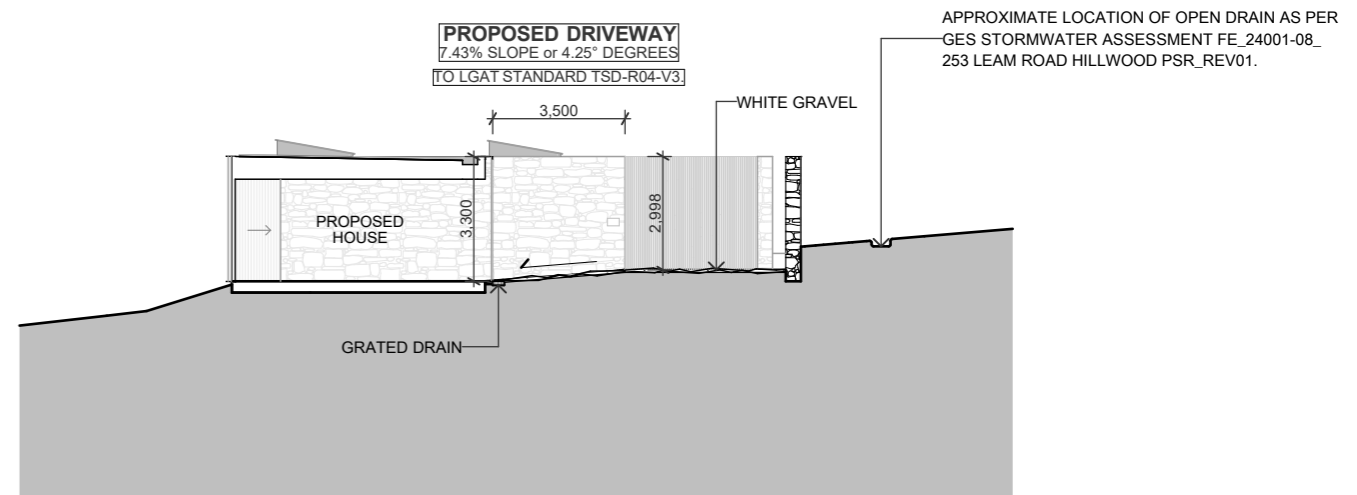 PROPOSED DRIVEWAY
7.43% SLOPE or 4.25° DEGREES
TO LGAT STANDARD TSD-R04-V3.
APPROXIMATE LOCATION OF OPEN DRAIN AS PER
GES STORMWATER ASSESSMENT FE_24001-08_
253 LEAM ROAD HILLWOOD PSR_REV01.
3,500
WHITE GRAVEL
PROPOSED
HOUSE
3,300
2,998
GRATED DRAIN